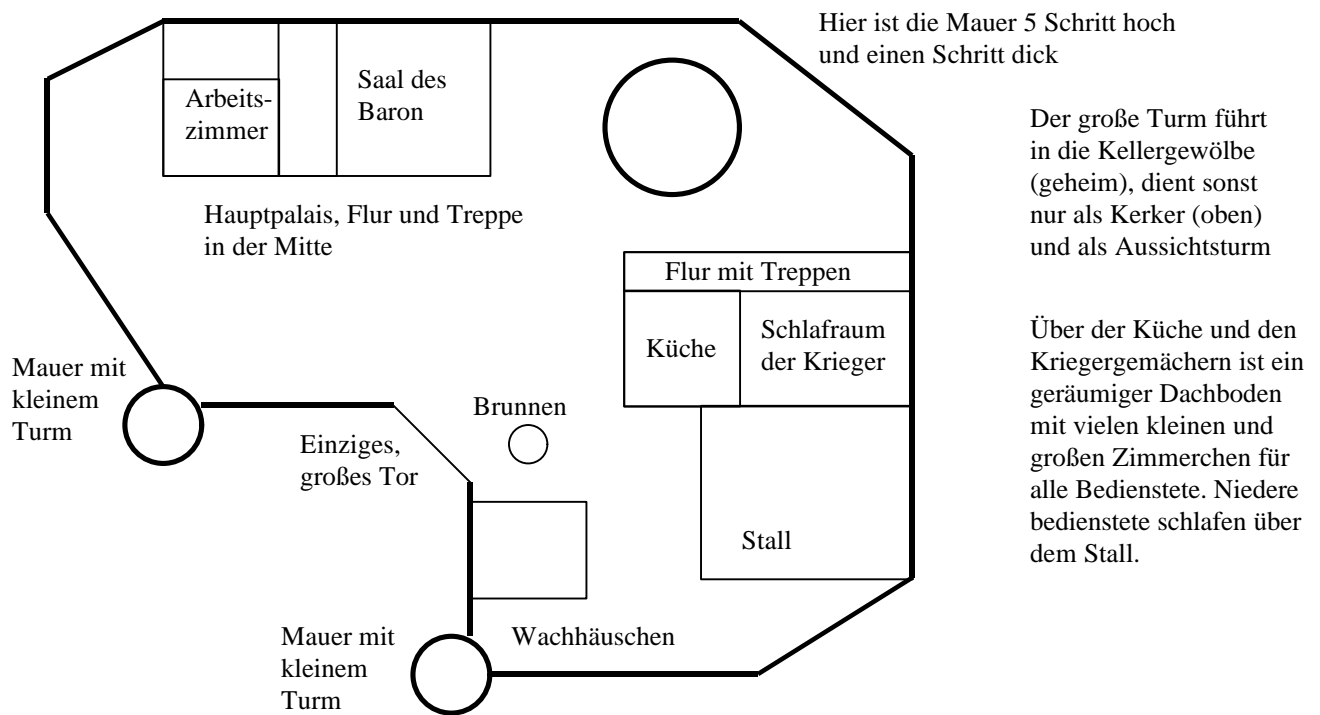 Hier ist die Mauer 5 Schritt hoch
und einen Schritt dick
Arbeits-
zimmer
Saal des
Baron
Der große Turm führt
in die Kellergewölbe
(geheim), dient sonst
nur als Kerker (oben)
und als Aussichtsturm
Hauptpalais, Flur und Treppe
in der Mitte
Flur mit Treppen
Küche
Schlafraum
der Krieger
Über der Küche und den
Kriegergemächern ist ein
geräumiger Dachboden
mit vielen kleinen und
großen Zimmerchen für
alle Bedienstete. Niedere
bedienstete schlafen über
dem Stall.
Mauer mit
kleinem
Turm
Brunnen
Einziges,
großes Tor
Stall
Wachhäuschen
Mauer mit
kleinem
Turm